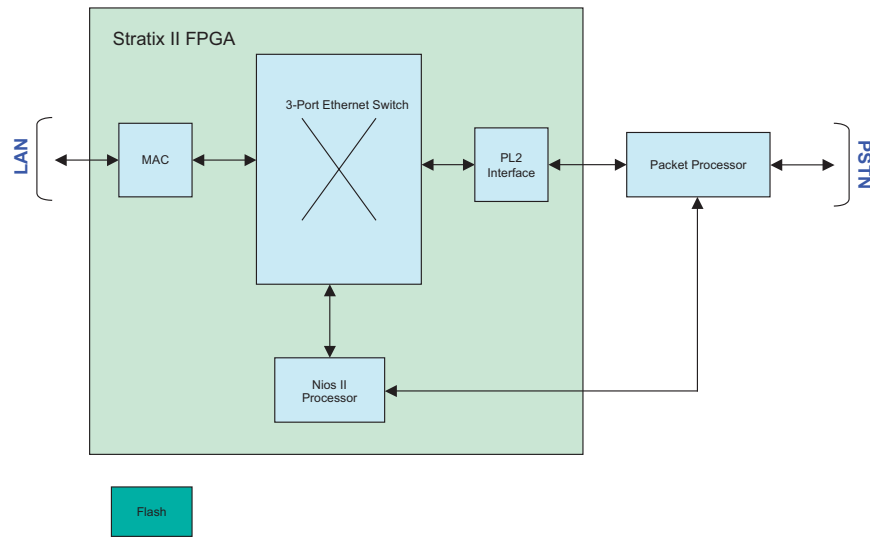 Stratix II FPGA
3-Port Ethernet Switch
LAN
MAC
PL2
Interface
Packet Processor
PSTN
Nios II
Processor
Flash